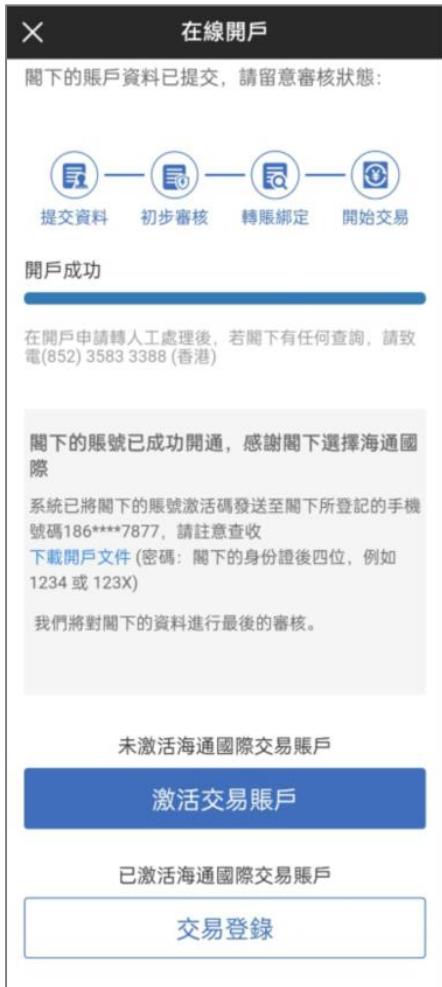 在線開戶
閣下的賬戶資料已提交，請留意審核狀態：
提交資料 初步審核 轉賬綁定 開始交易
開戶成功
在開戶申請轉人工處理後，若閣下有任何查詢，請致
電(852) 3583 3388 (香港)
閣下的賬號已成功開通，感謝閣下選擇海通國
際
系統已將閣下的賬號激活碼發送至閣下所登記的手機
號碼186****7877，請註意查收
下載開戶文件 (密碼：閣下的身份證後四位，例如
1234 或 123X)
我們將對閣下的資料進行最後的審核。
未激活海通國際交易賬戶
激活交易賬戶
已激活海通國際交易賬戶
交易登錄